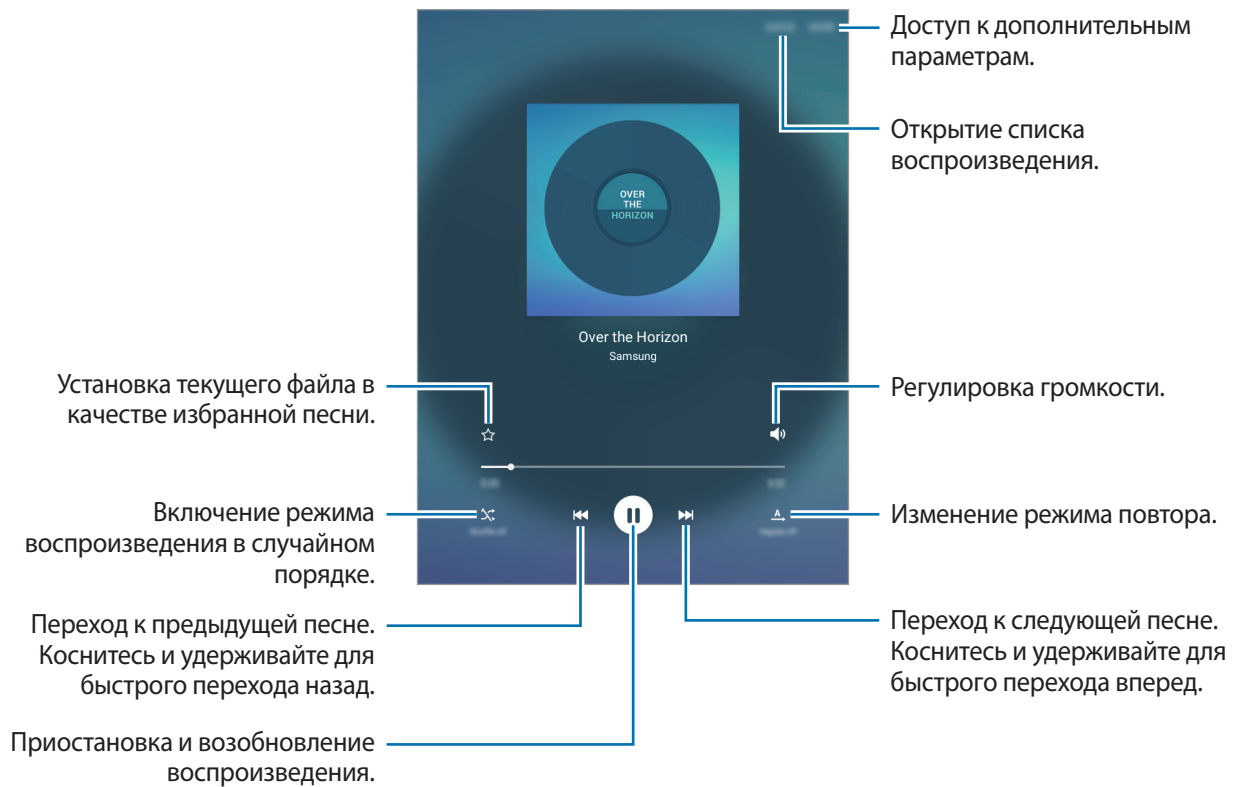 Доступ к дополнительным
параметрам.
Открытие списка
воспроизведения.
OVER
THE
HORIZON
Over the Horizon
Samsung
Установка текущего файла в
качестве избранной песни.
Регулировка громкости.
Включение режима
воспроизведения в случайном
порядке.
A
Изменение режима повтора.
Переход к предыдущей песне.
Коснитесь и удерживайте для
быстрого перехода назад.
Переход к следующей песне.
Коснитесь и удерживайте для
быстрого перехода вперед.
Приостановка и возобновление
воспроизведения.